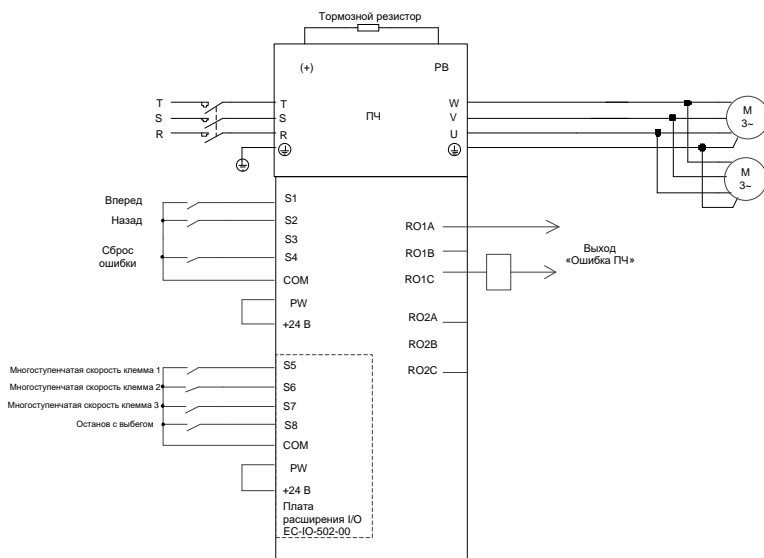 Тормозной резистор
(+)
PB
T
T
W
M
3~
S
S
ПЧ
V
R
R
U
M
3~
Вперед
S1
Назад
S2
S3
RO1A
Сброс
ошибки
S4
RO1B
Выход
«Ошибка ПЧ»
COM
RO1C
PW
+24 В
RO2A
RO2B
Многоступенчатая скорость клемма 1
S5
RO2C
Многоступенчатая скорость клемма 2
S6
Многоступенчатая скорость клемма 3
S7
Останов с выбегом
S8
COM
PW
+24 В
Плата
расширения I/O
EC-IO-502-00